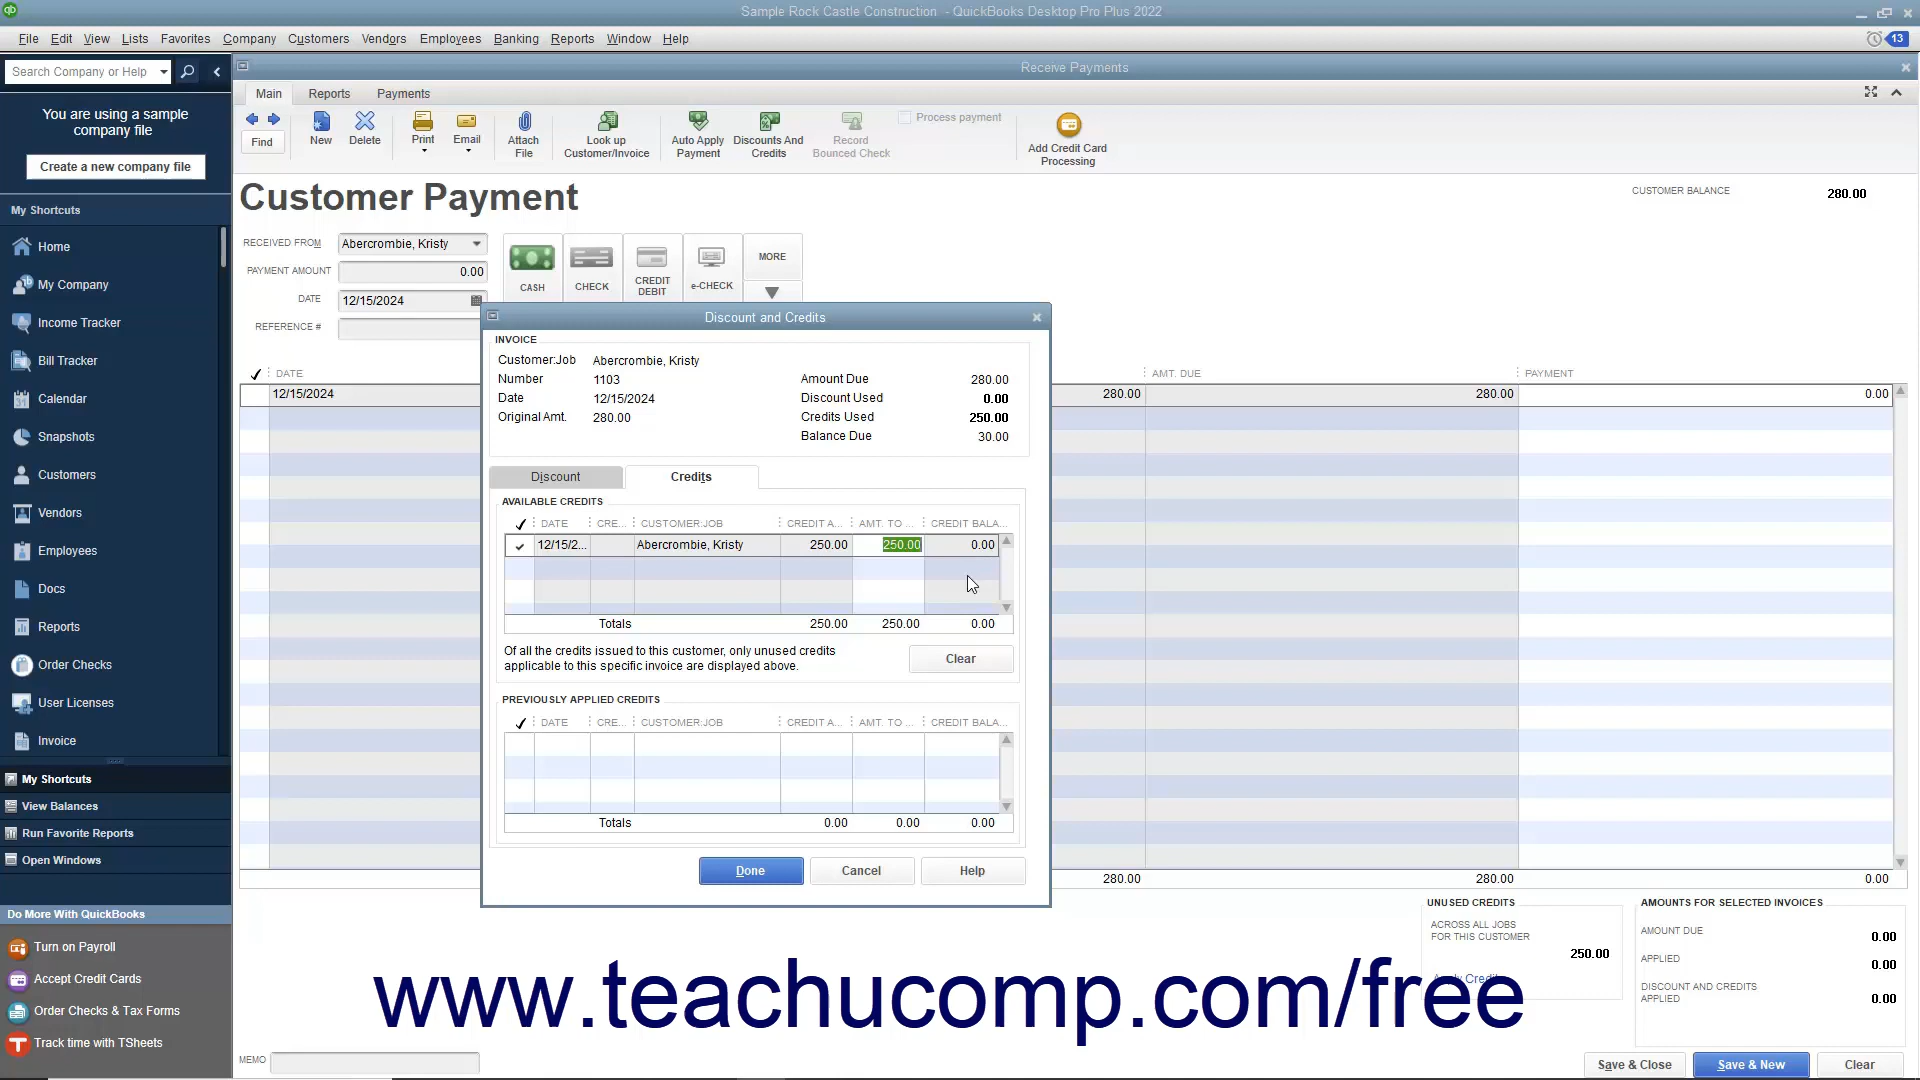 Sample Rock Castle Construction - QuickBooks Desktop Pro Plus 2022
File Edit View Lists Favorites Company Customers Vendors Employees Banking Reports Window Help
13
Search Company or Help
Receive Payments
You are using a sample
company file
Create a new company file
My Shortcuts
Home
My Company
Income Tracker
Bill Tracker
Calendar
Snapshots
Customers
Vendors
Employees
Docs
Reports
Order Checks
User Licenses
Invoice
My Shortcuts
View Balances
Run Favorite Reports
Open Windows
Do More With QuickBooks
Turn on Payroll
Accept Credit Cards
Order Checks & Tax Forms
Track time with TSheets
Main Reports Payments
Find
New
Delete
Print
Email
Attach
File
Look up
Customer/Invoice
Auto Apply
Payment
Discounts And
Credits
Record
Bounced Check
Process payment
Add Credit Card
Processing
Customer Payment
CUSTOMER BALANCE 280.00
RECEIVED FROM Abercrombie, Kristy
PAYMENT AMOUNT 0.00
DATE 12/15/2024
REFERENCE #
CASH
CHECK
CREDIT
DEBIT
e-CHECK
MORE
DATE AMT. DUE PAYMENT
12/15/2024 280.00 280.00 0.00
280.00 280.00 0.00
Discount and Credits
INVOICE
Customer:Job Abercrombie, Kristy
Number 1103 Amount Due 280.00
Date 12/15/2024 Discount Used 0.00
Original Amt. 280.00 Credits Used 250.00
Balance Due 30.00
Discount Credits
AVAILABLE CREDITS
DATE CRE... CUSTOMER:JOB CREDIT A... AMT. TO ... CREDIT BALA...
12/15/2... Abercrombie, Kristy 250.00 250.00 0.00
Totals 250.00 250.00 0.00
Of all the credits issued to this customer, only unused credits
applicable to this specific invoice are displayed above.
Clear
PREVIOUSLY APPLIED CREDITS
DATE CRE... CUSTOMER:JOB CREDIT A... AMT. TO ... CREDIT BALA...
Totals 0.00 0.00 0.00
Done Cancel Help
UNUSED CREDITS
ACROSS ALL JOBS
FOR THIS CUSTOMER
250.00
AMOUNTS FOR SELECTED INVOICES
AMOUNT DUE 0.00
APPLIED 0.00
DISCOUNT AND CREDITS
APPLIED 0.00
www.teachucomp.com/free
MEMO
Save & Close Save & New Clear